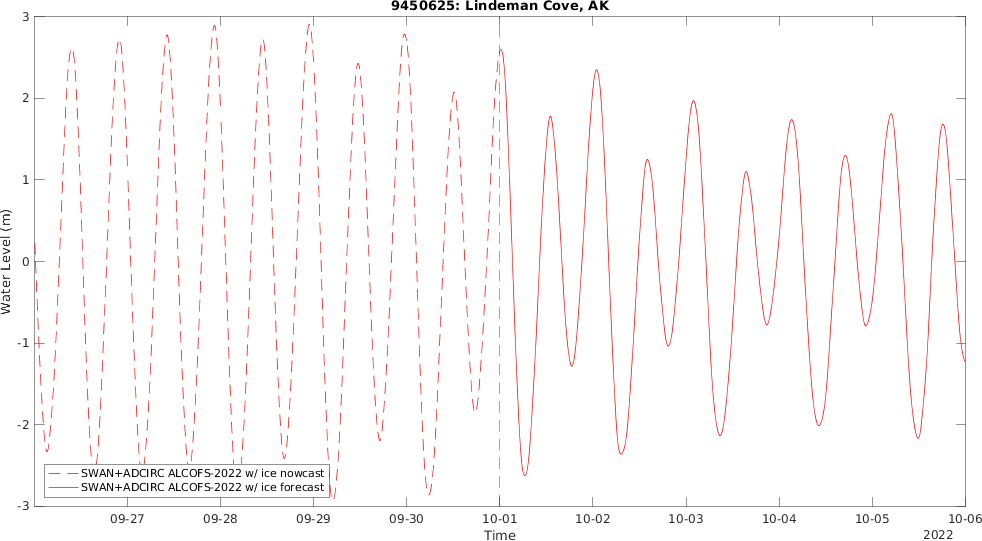 9450625: Lindeman Cove, AK
3
2
1
0
-1
-2
-3
Water Level (m)
SWAN+ADCIRC ALCOFS-2022 w/ ice nowcast
SWAN+ADCIRC ALCOFS-2022 w/ ice forecast
09-27 09-28 09-29 09-30 10-01 10-02 10-03 10-04 10-05 10-06
Time
2022